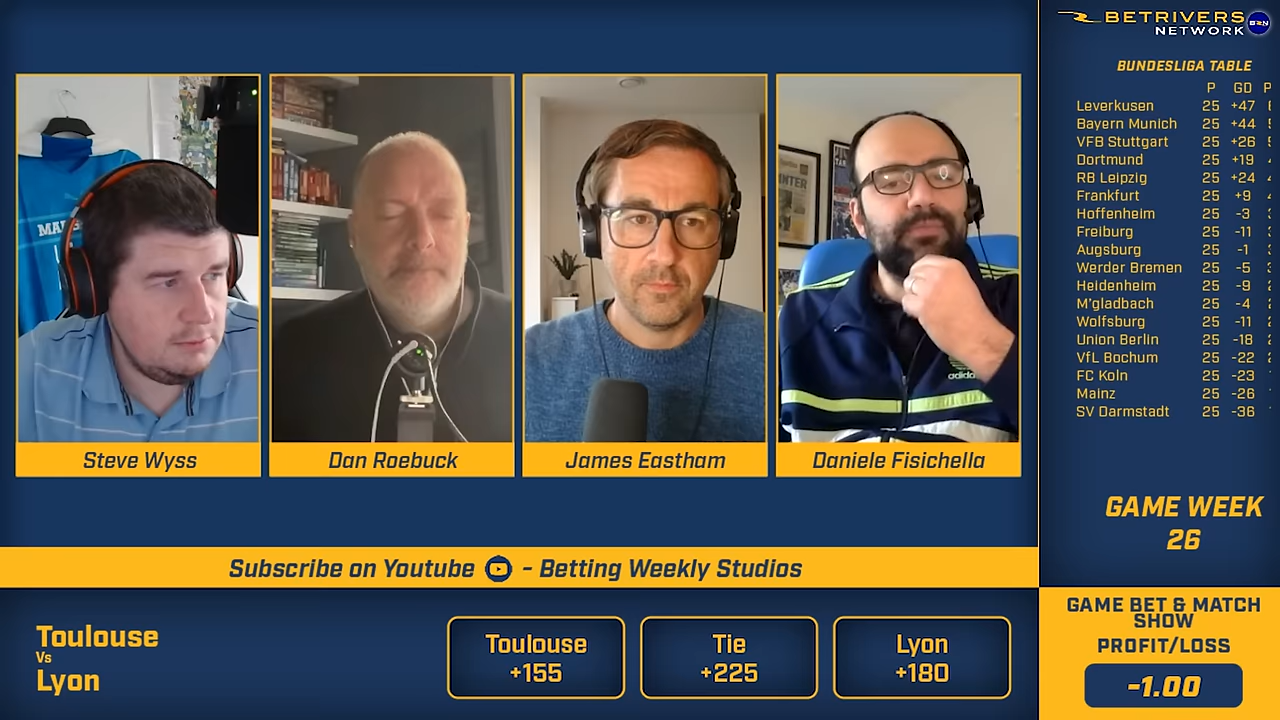 BETRIVERS
NETWORK BRN
BUNDESLIGA TABLE
P GD P
Leverkusen 25 +47
Bayern Munich 25 +44
VFB Stuttgart 25 +26
Dortmund 25 +19
RB Leipzig 25 +24
Frankfurt 25 +9
Hoffenheim 25 -3
Freiburg 25 -11
Augsburg 25 -1
Werder Bremen 25 -5
Heidenheim 25 -9
M'gladbach 25 -4
Wolfsburg 25 -11
Union Berlin 25 -18
VfL Bochum 25 -22
FC Koln 25 -23
Mainz 25 -26
SV Darmstadt 25 -36
adidas
Steve Wyss
Dan Roebuck
James Eastham
Daniele Fisichella
GAME WEEK
26
Subscribe on Youtube - Betting Weekly Studios
Toulouse
Vs
Lyon
Toulouse
+155
Tie
+225
Lyon
+180
GAME BET & MATCH
SHOW
PROFIT/LOSS
-1.00